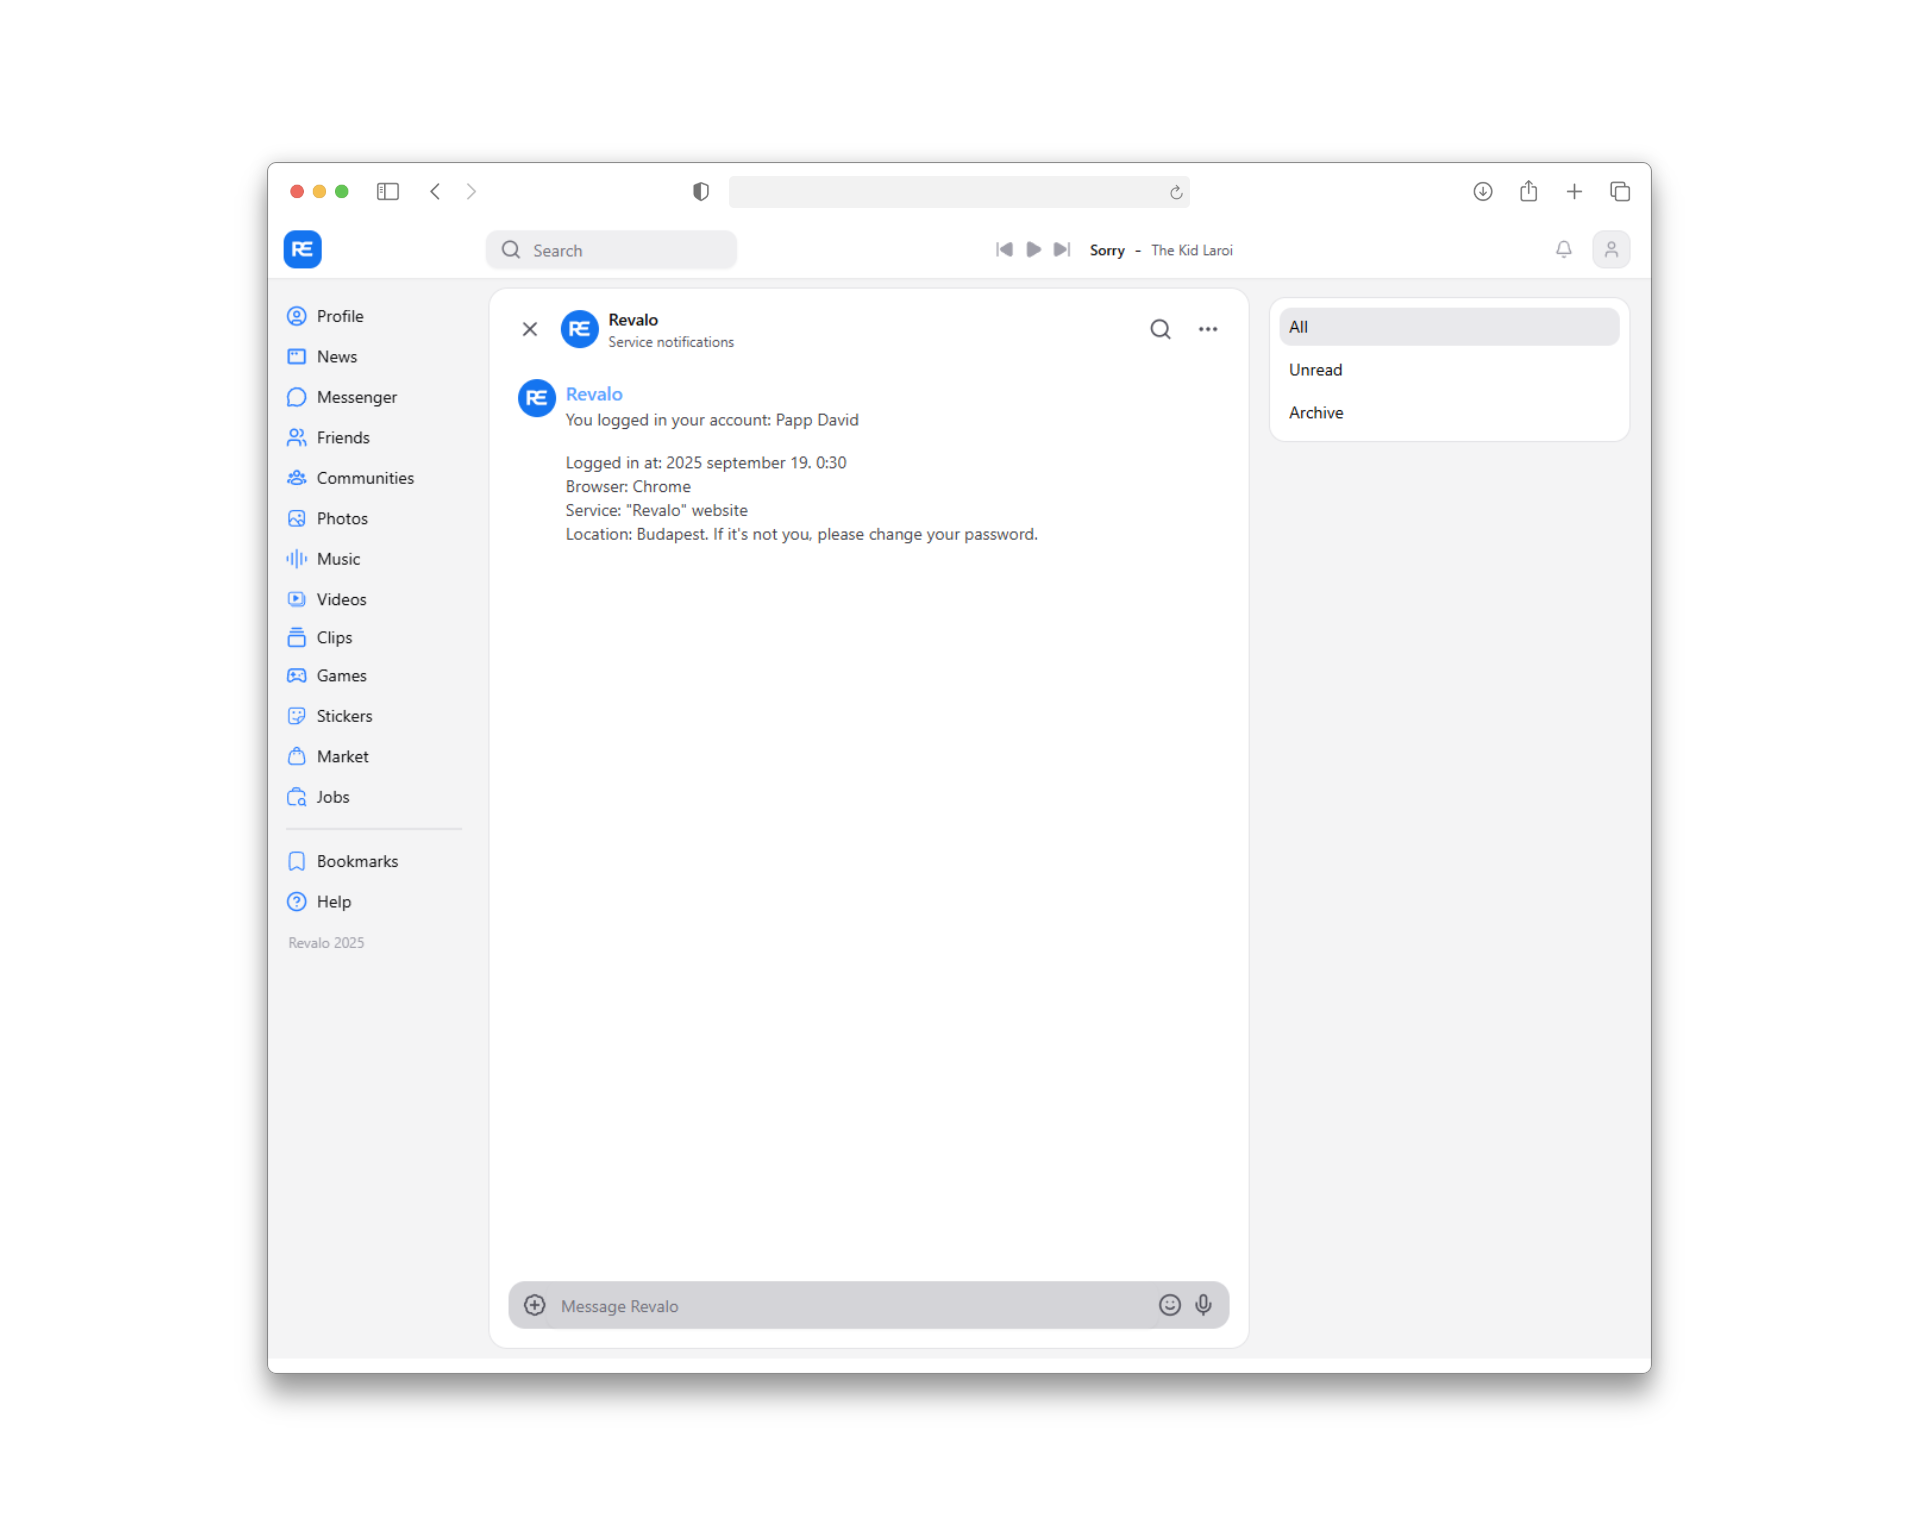 RE
Search
Sorry - The Kid Laroi
Profile
News
Messenger
Friends
Communities
Photos
Music
Videos
Clips
Games
Stickers
Market
Jobs
Bookmarks
Help
Revalo 2025
RE
Revalo
Service notifications
RE
Revalo
You logged in your account: Papp David
Logged in at: 2025 september 19. 0:30
Browser: Chrome
Service: "Revalo" website
Location: Budapest. If it's not you, please change your password.
Message Revalo
All
Unread
Archive